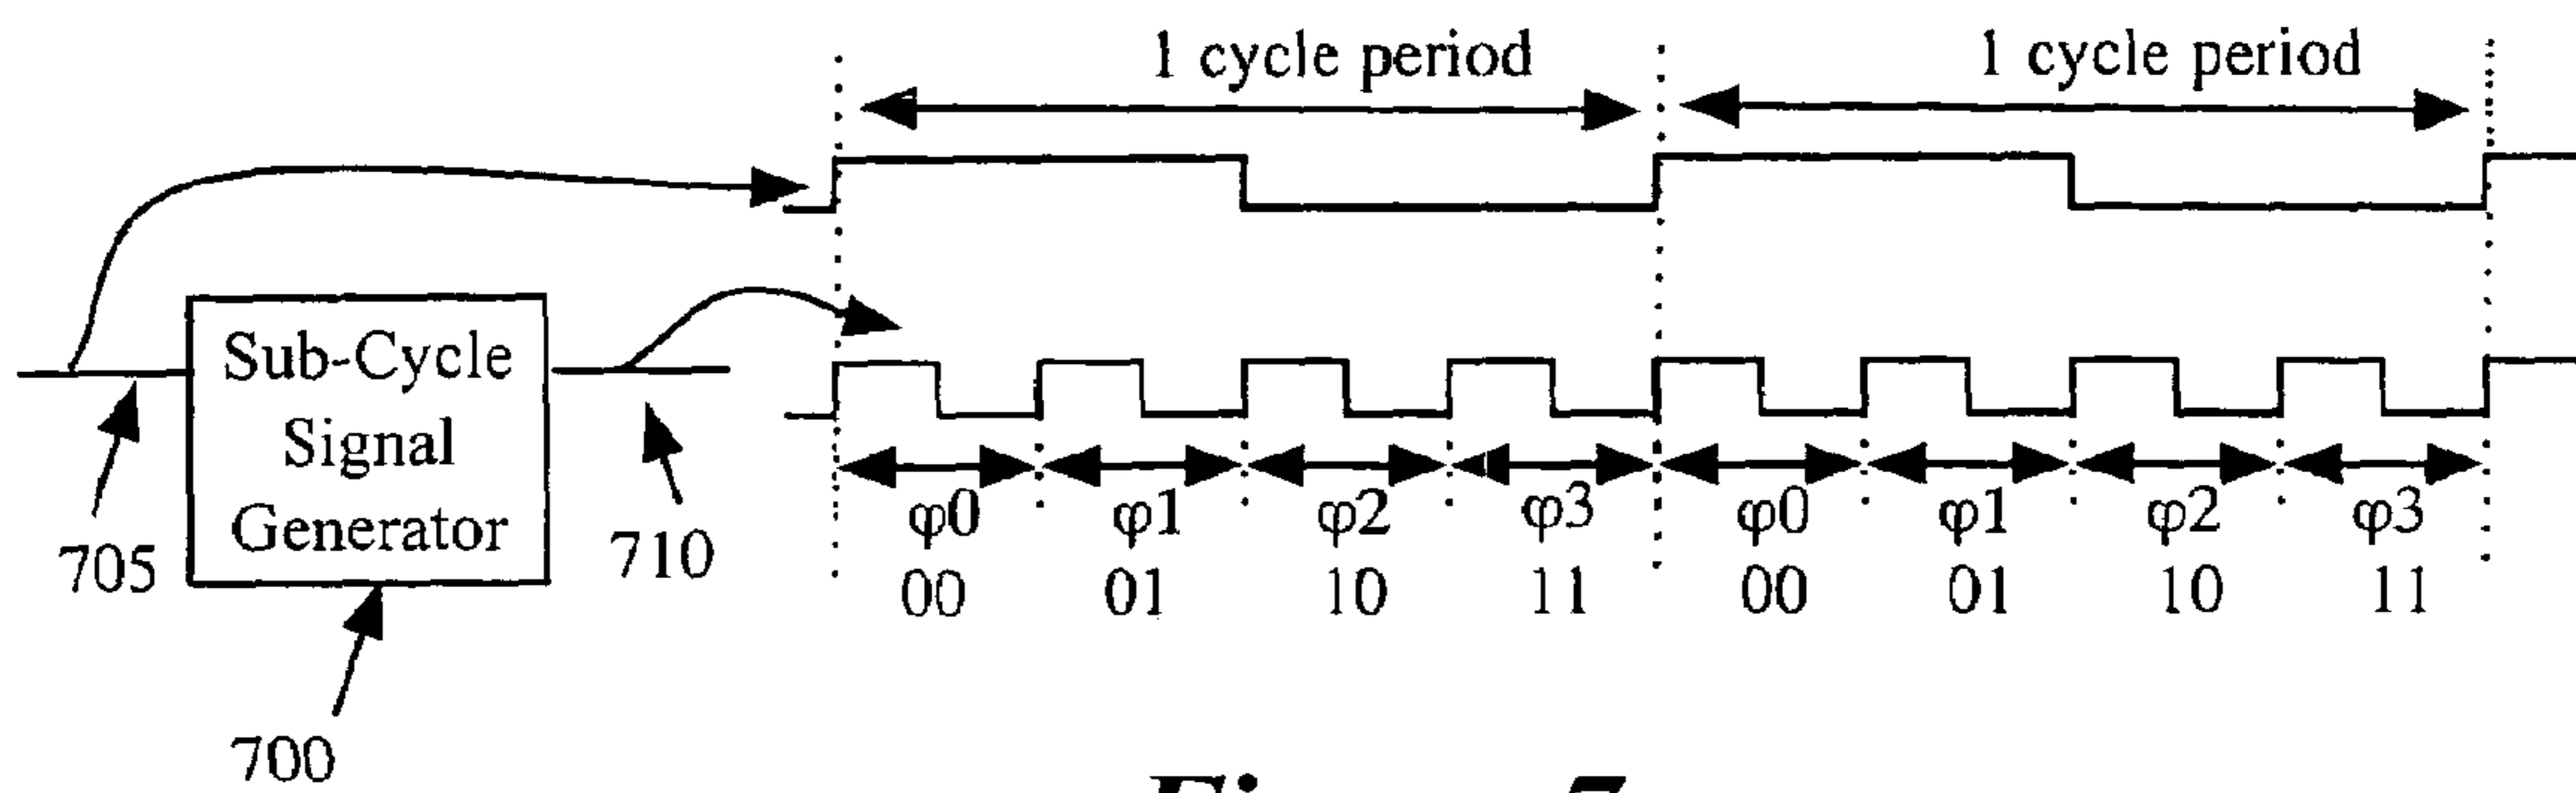 1 cycle period 1 cycle period
Sub-Cycle
Signal
Generator
705
710
700
φ0 φ1 φ2 φ3 φ0 φ1 φ2 φ3
00 01 10 11 00 01 10 11